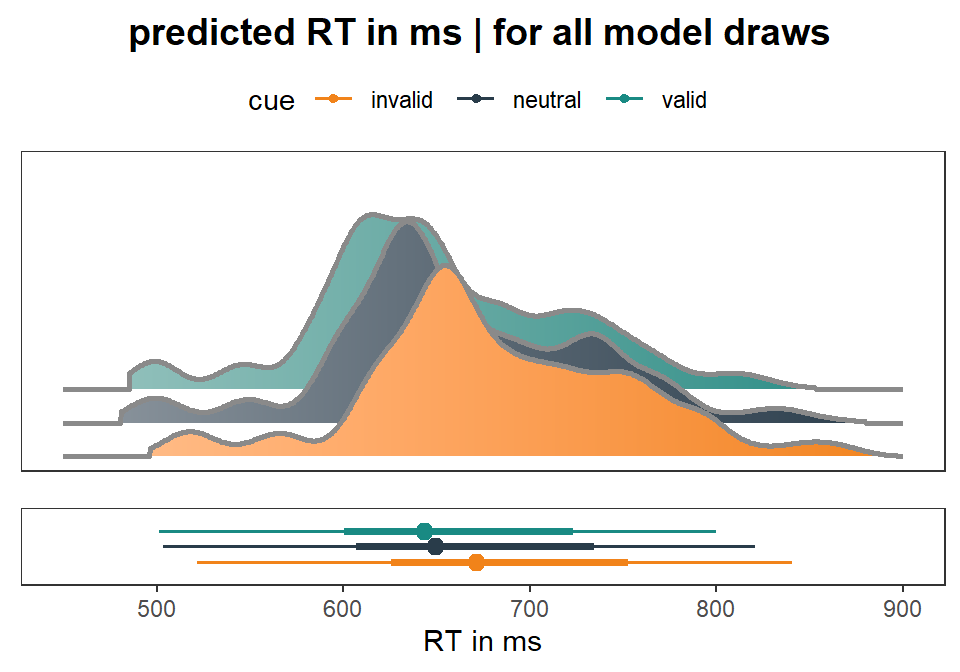 predicted RT in ms | for all model draws
cue invalid neutral valid
500 600 700 800 900
RT in ms